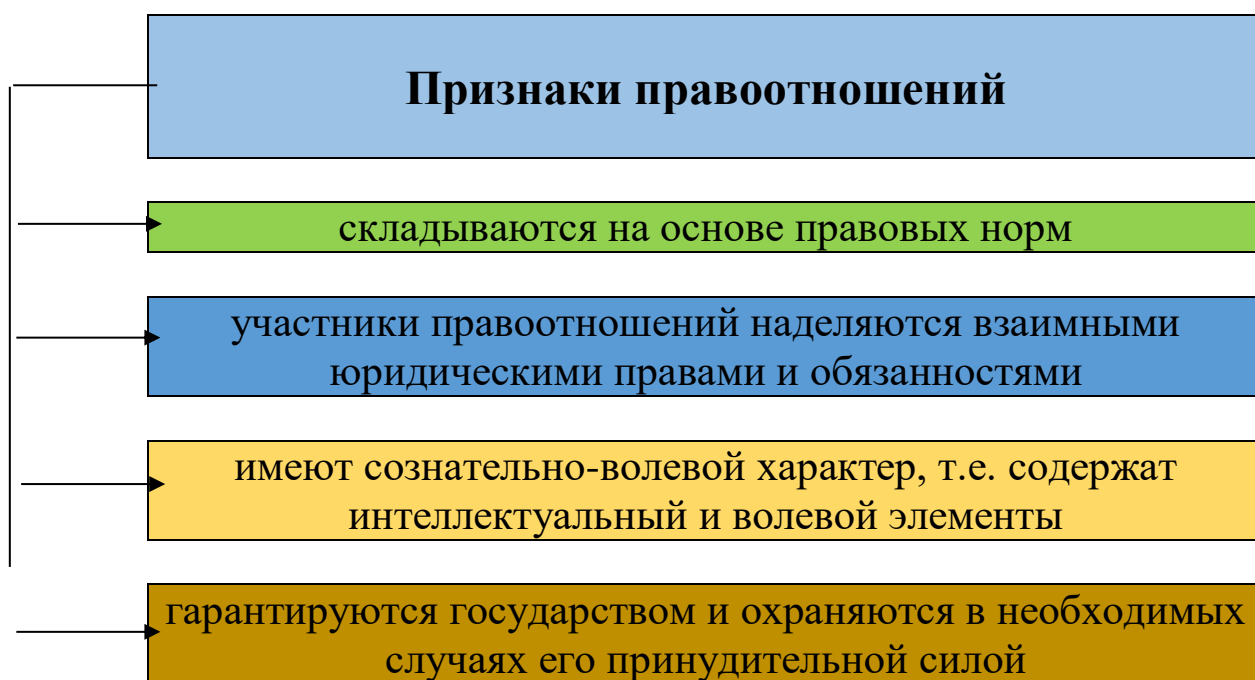 Признаки правоотношений
складываются на основе правовых норм
участники правоотношений наделяются взаимными
юридическими правами и обязанностями
имеют сознательно-волевой характер, т.е. содержат
интеллектуальный и волевой элементы
гарантируются государством и охраняются в необходимых
случаях его принудительной силой